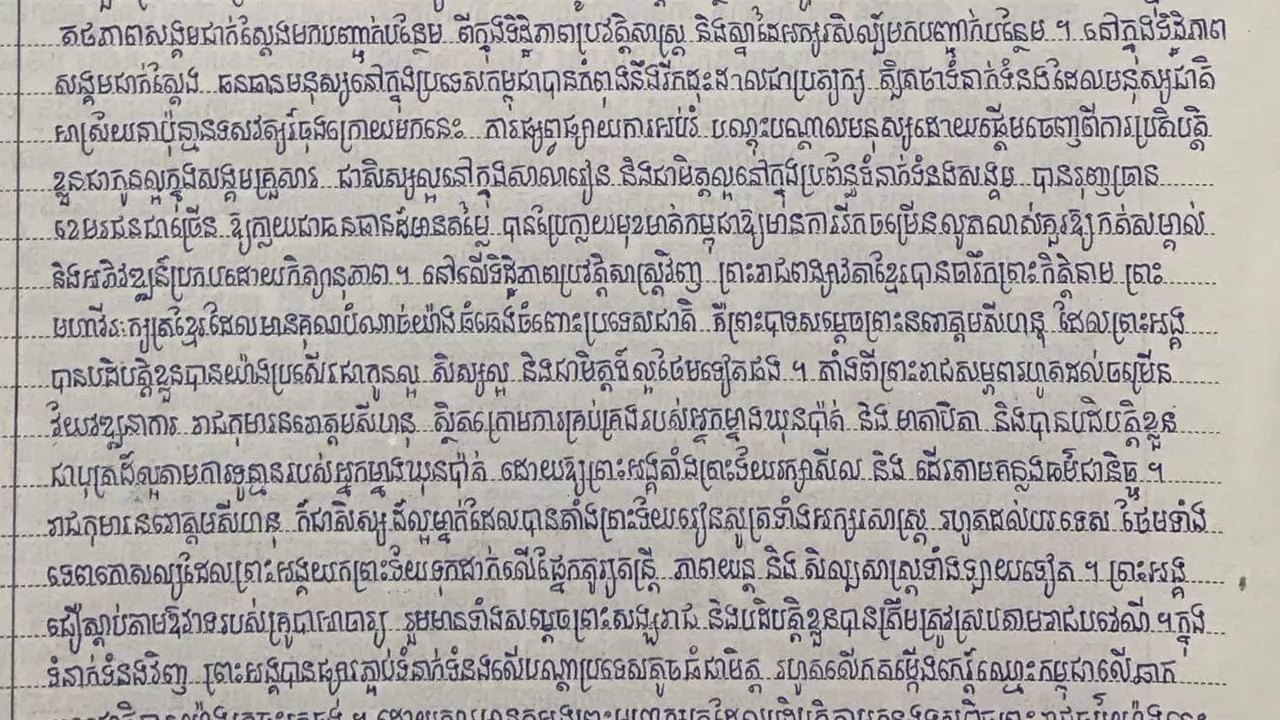 តថភាពសង្គមជាក់ស្តែងមកបញ្ជាក់បន្ថែម ពីក្នុងទិដ្ឋិភាពប្រវត្តិសាស្ត្រ និងស្នាដៃអក្សរសិល្ប៍មកបញ្ជាក់បន្ថែម ។ នៅក្នុងទិដ្ឋិភាព
សង្គមជាក់ស្តែង ធនធានមនុស្សនៅក្នុងប្រទេសកម្ពុជាបានកំពុងនឹងរីកដុះដាលជាប្រត្យក្ស ស្បិតថាទំនាក់ទំនងដែលមនុស្សជាតិ
អាស្រ័យនាប៉ុន្មានទសវត្សរ៍ចុងក្រោយមកនេះ ការផ្សព្វផ្សាយការអប់រំ បណ្តុះបណ្តាលមនុស្សដោយផ្តើមចេញពីការប្រតិបត្តិ
ខ្លួនជាកូនល្អក្នុងសង្គមគ្រួសារ ជាសិស្សល្អនៅក្នុងសាលារៀន និងជាមិត្តល្អនៅក្នុងប្រព័ន្ធទំនាក់ទំនងសង្គម បានរុញច្រាន
ខេមរជនជាច្រើន ឱ្យក្លាយជាធនធានដ៏មានតម្លៃ បានប្រែក្លាយមុខមាត់កម្ពុជាឱ្យមានការរីកចម្រើនលូតលាស់គួរឱ្យកត់សម្គាល់
និងអភិវឌ្ឍន៍ប្រកបដោយកិត្យានុភាព ។ នៅលើទិដ្ឋិភាពប្រវត្តិសាស្ត្រវិញ ព្រះរាជពង្សាវតាខ្មែរបានចារឹកព្រះកិត្តិនាម ព្រះ
មហាវីរៈក្សត្រខ្មែរដែលមានគុណបំណាច់យ៉ាងធំធេងចំពោះប្រទេសជាតិ គឺព្រះបាទសម្តេចព្រះនរោត្តមសីហនុ ដែលព្រះអង្គ
បានបដិបត្តិខ្លួនបានយ៉ាងប្រសើរជាកូនល្អ សិស្សល្អ និងជាមិត្តដ៏ល្អថែមទៀតផង ។ តាំងពីព្រះរាជសម្ភពរហូតដល់ចម្រើន
វ័យវឌ្ឍនាការ រាជកុមារនរោត្តមសីហនុ ស្ថិតក្រោមការគ្រប់គ្រងរបស់អ្នកម្នាងឃុនប៉ាត់ និង មាតាបិតា និងបានបដិបត្តិខ្លួន
ជាបុត្រដ៏ល្អតាមការទូន្មានរបស់អ្នកម្នាងឃុនប៉ាត់ ដោយឱ្យព្រះអង្គតាំងព្រះទ័យរក្សាសីល និង ដើរតាមគន្លងធម៌ជានិច្ច ។
រាជកុមារនរោត្តមសីហនុ ក៏ជាសិស្សដ៏ល្អម្នាក់ដែលបានតាំងព្រះទ័យរៀនសូត្រទាំងអក្សរសាស្ត្រ រហូតដល់បរទេស ថែមទាំង
ទេពកោសល្យដែលព្រះអង្គយកព្រះទ័យទុកដាក់លើផ្នែកតូរ្យតន្ត្រី ភាពយន្ត និង សិល្បសាស្ត្រទាំងឡាយទៀត ។ ព្រះអង្គ
ជឿស្តាប់តាមឱវាទរបស់គ្រូបាអាចារ្យ រួមមានទាំងសម្តេចព្រះសង្ឃរាជ និងបដិបត្តិខ្លួនបានត្រឹមត្រូវស្របតាមរាជបវេណី ។ ក្នុង
ទំនាក់ទំនងវិញ ព្រះអង្គបានផ្សារភ្ជាប់ទំនាក់ទំនងលើបណ្តាប្រទេសតូចធំជាមិត្ត រហូតលើកតម្កើងកេរ្តិ៍ឈ្មោះកម្ពុជាលើឆាក